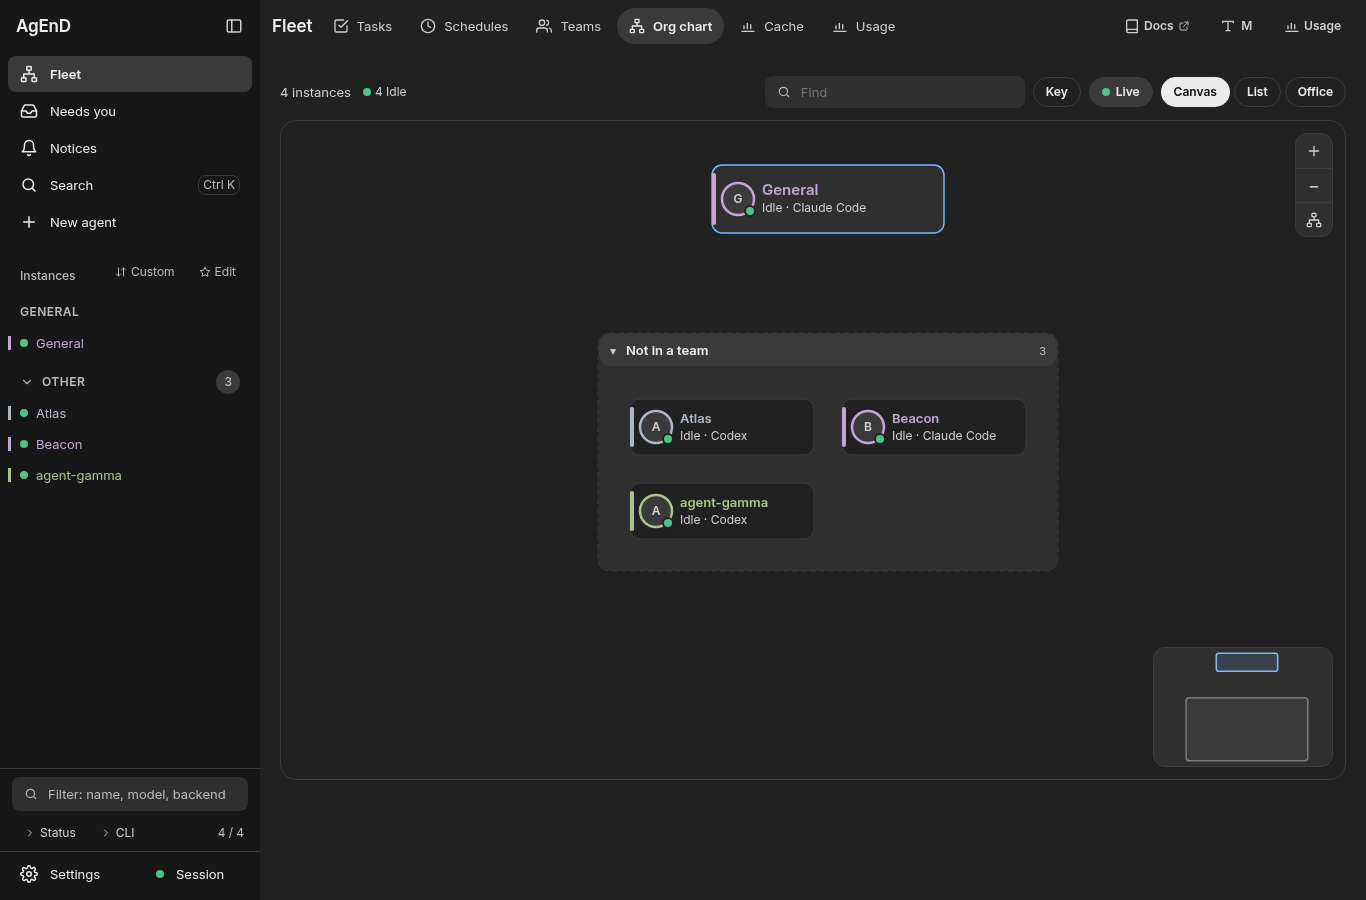 AgEnD
Fleet
Needs you
Notices
Search
Ctrl K
New agent
Instances
Custom
Edit
GENERAL
General
OTHER
3
Atlas
Beacon
agent-gamma
Filter: name, model, backend
Status
CLI
4 / 4
Settings
Session
Fleet
Tasks
Schedules
Teams
Org chart
Cache
Usage
Docs
M
Usage
4 instances
4 Idle
Find
Key
Live
Canvas
List
Office
G
General
Idle · Claude Code
Not in a team
3
A
Atlas
Idle · Codex
B
Beacon
Idle · Claude Code
A
agent-gamma
Idle · Codex